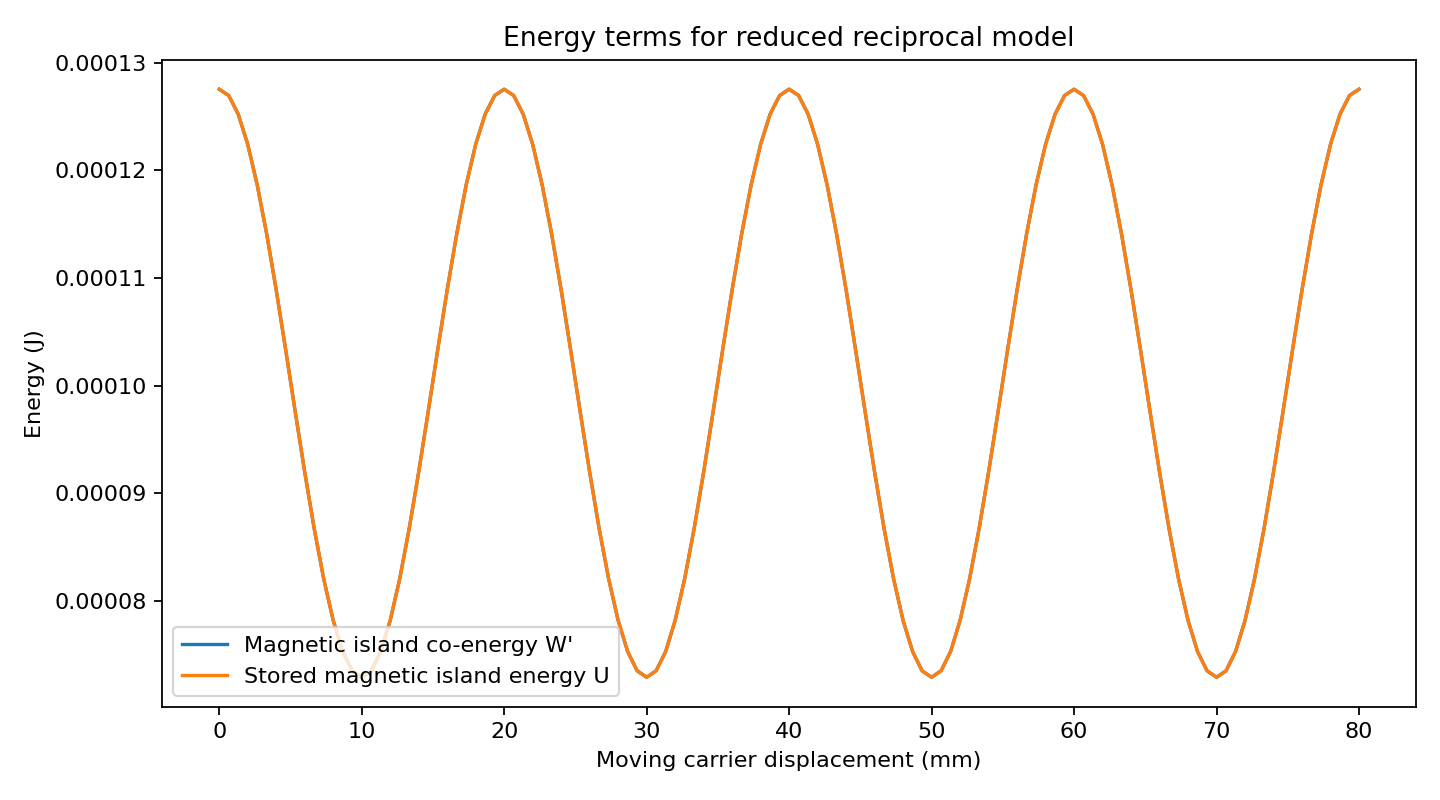 Energy terms for reduced reciprocal model
0.00013
0.00012
0.00011
0.00010
0.00009
0.00008
Energy (J)
Magnetic island co-energy W'
Stored magnetic island energy U
0 10 20 30 40 50 60 70 80
Moving carrier displacement (mm)